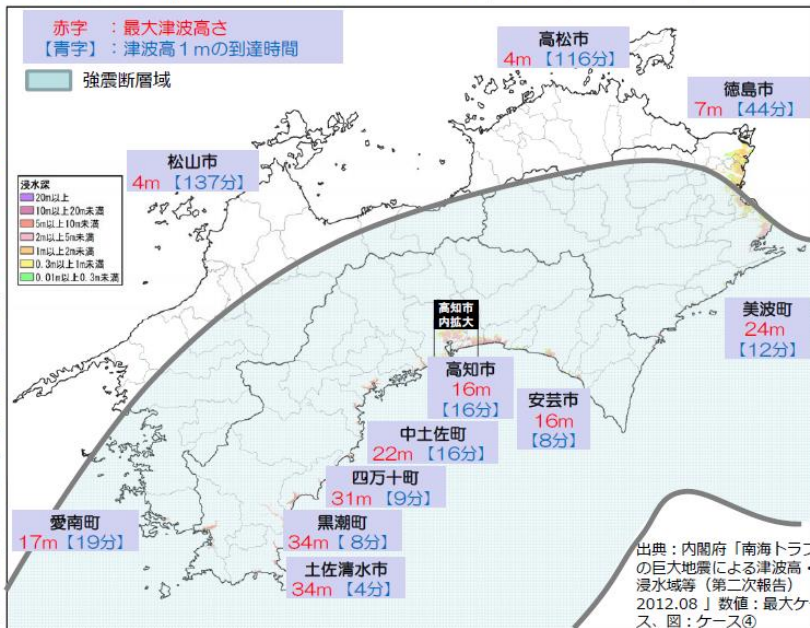 赤字 ：最大津波高さ
【青字】：津波高１ｍの到達時間
強震断層域
高松市
4m【116分】
徳島市
7m【44分】
松山市
4m【137分】
浸水深
20m以上
10m以上20m未満
5m以上10m未満
2m以上5m未満
1m以上2m未満
0.3m以上1m未満
0.01m以上0.3m未満
高知市
内拡大
美波町
24m
【12分】
高知市
16m
【16分】
安芸市
16m
【8分】
中土佐町
22m【16分】
四万十町
31m【9分】
愛南町
17m【19分】
黒潮町
34m【 8分】
土佐清水市
34m【4分】
出典：内閣府「南海トラフ
の巨大地震による津波高・
浸水域等（第二次報告）
2012.08 」数値：最大ケー
ス、図：ケース④